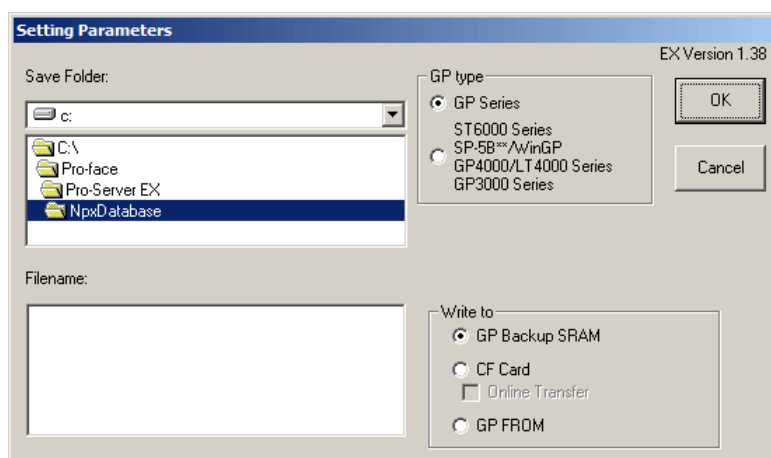 Setting Parameters
EX Version 1.38
Save Folder:
c:
C:\
Pro-face
Pro-Server EX
NpxDatabase
GP type
GP Series
ST6000 Series
SP-5B**/WinGP
GP4000/LT4000 Series
GP3000 Series
OK
Cancel
Filename:
Write to
GP Backup SRAM
CF Card
Online Transfer
GP FROM